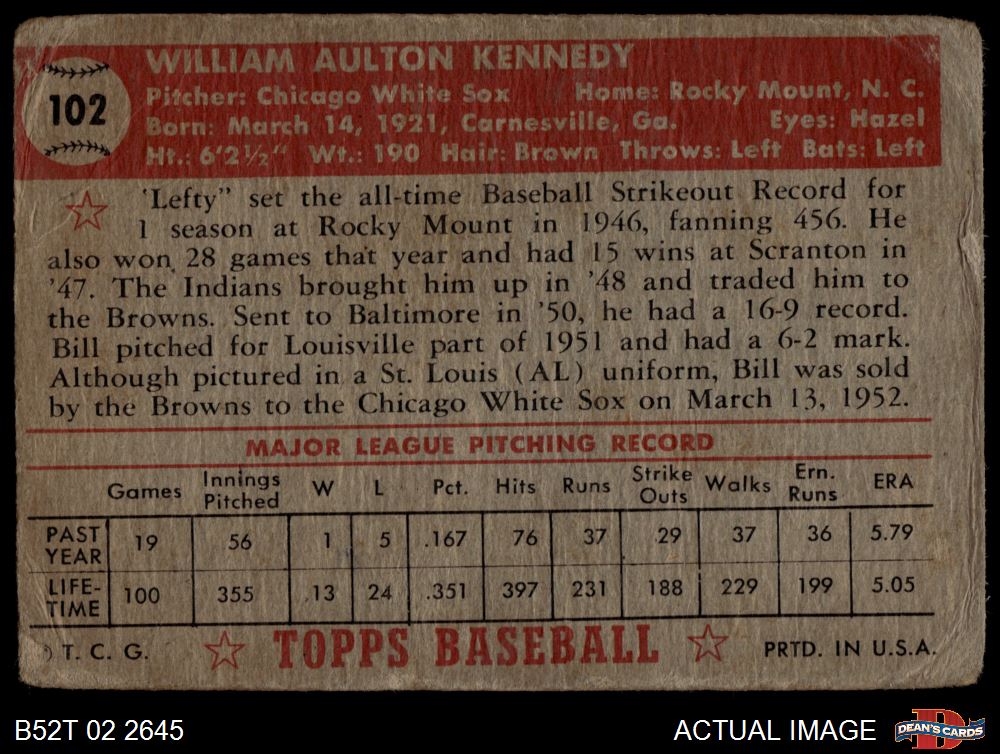 WILLIAM AULTON KENNEDY
102
Pitcher: Chicago White Sox Home: Rocky Mount, N. C.
Born: March 14, 1921, Carnesville, Ga. Eyes: Hazel
Ht.: 6'2½" Wt.: 190 Hair: Brown Throws: Left Bats: Left
'Lefty" set the all-time Baseball Strikeout Record for
1 season at Rocky Mount in 1946, fanning 456. He
also won 28 games that year and had 15 wins at Scranton in
'47. The Indians brought him up in '48 and traded him to
the Browns. Sent to Baltimore in '50, he had a 16-9 record.
Bill pitched for Louisville part of 1951 and had a 6-2 mark.
Although pictured in a St. Louis (AL) uniform, Bill was sold
by the Browns to the Chicago White Sox on March 13, 1952.
MAJOR LEAGUE PITCHING RECORD
Games Innings Pitched W L Pct. Hits Runs Strike Outs Walks Ern. Runs ERA
PAST YEAR 19 56 1 5 .167 76 37 29 37 36 5.79
LIFE-TIME 100 355 13 24 .351 397 231 188 229 199 5.05
) T. C. G. TOPPS BASEBALL PRTD. IN U.S.A.
B52T 02 2645 ACTUAL IMAGE D DEAN'S CARDS